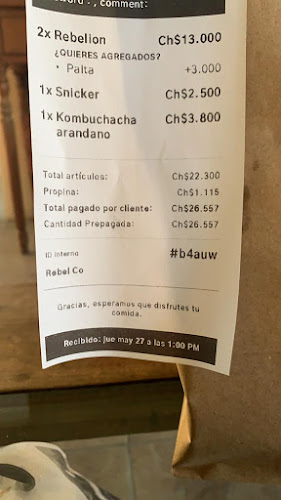 , comment:
2x Rebelion Ch$13.000
¿QUIERES AGREGADOS?
* Palta +3.000
1x Snicker Ch$2.500
1x Kombuchacha Ch$3.800
arandano
Total artículos: Ch$22.300
Propina: Ch$1.115
Total pagado por cliente: Ch$26.557
Cantidad Prepagada: Ch$26.557
ID Interno #b4auw
Rebel Co
Gracias, esperamos que disfrutes tu
comida.
Recibido: jue may 27 a las 1:00 PM